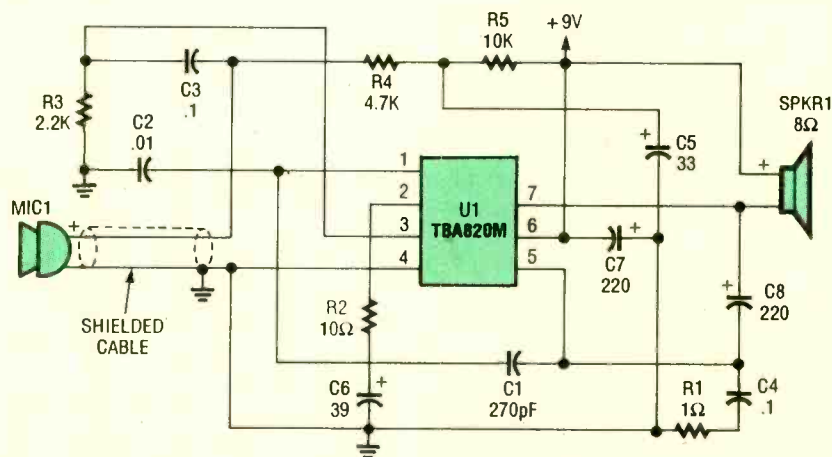 R5
10K
+9V
R4
4.7K
C3
.1
R3
2.2K
C2
.01
SPKR1
8Ω
+
C5
33
+
1
2
3
4
U1
TBA820M
7
6
5
MIC1
+
+
C7
220
+
C8
220
SHIELDED
CABLE
R2
10Ω
+
C6
39
C1
270pF
R1
1Ω
C4
.1